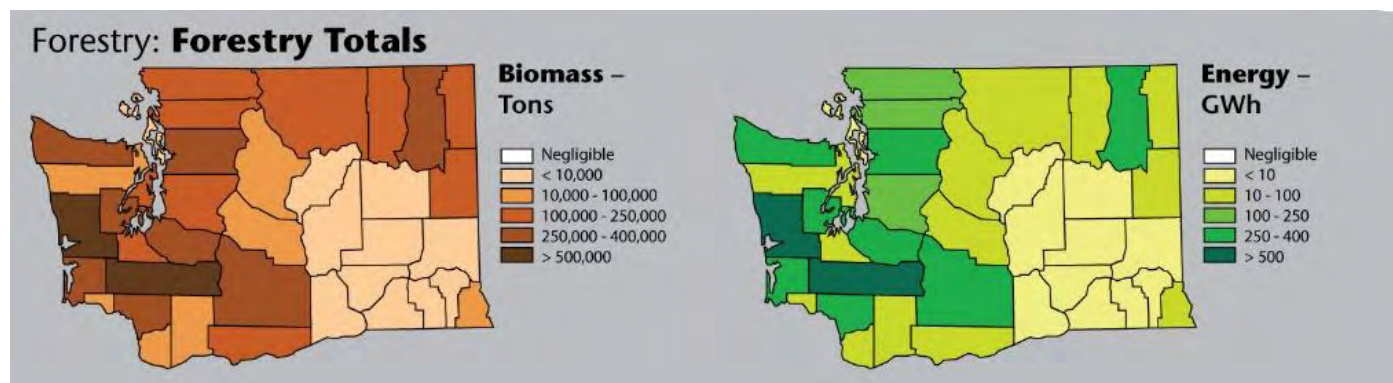 Forestry: Forestry Totals
Biomass –
Tons
Negligible
< 10,000
10,000 - 100,000
100,000 - 250,000
250,000 - 400,000
> 500,000
Energy –
GWh
Negligible
< 10
10 - 100
100 - 250
250 - 400
> 500